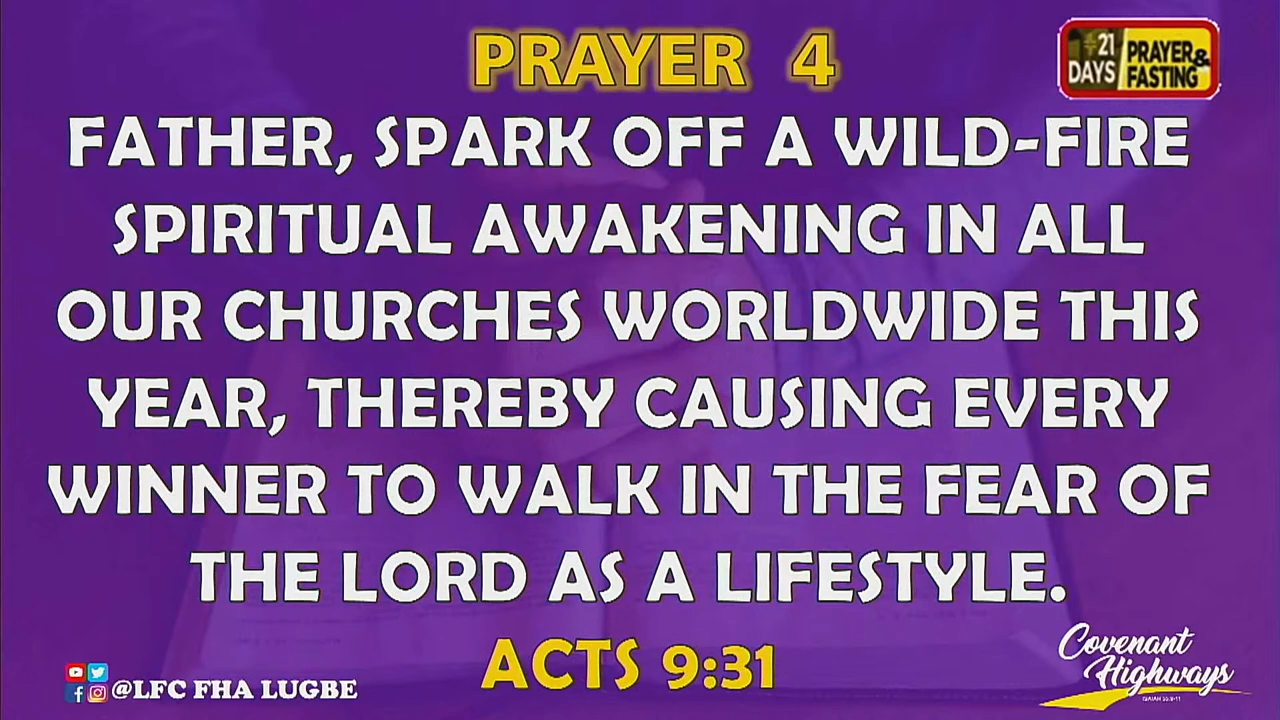 PRAYER 4
21 DAYS PRAYER & FASTING
FATHER, SPARK OFF A WILD-FIRE
SPIRITUAL AWAKENING IN ALL
OUR CHURCHES WORLDWIDE THIS
YEAR, THEREBY CAUSING EVERY
WINNER TO WALK IN THE FEAR OF
THE LORD AS A LIFESTYLE.
ACTS 9:31
@LFC FHA LUGBE
Covenant
Highways